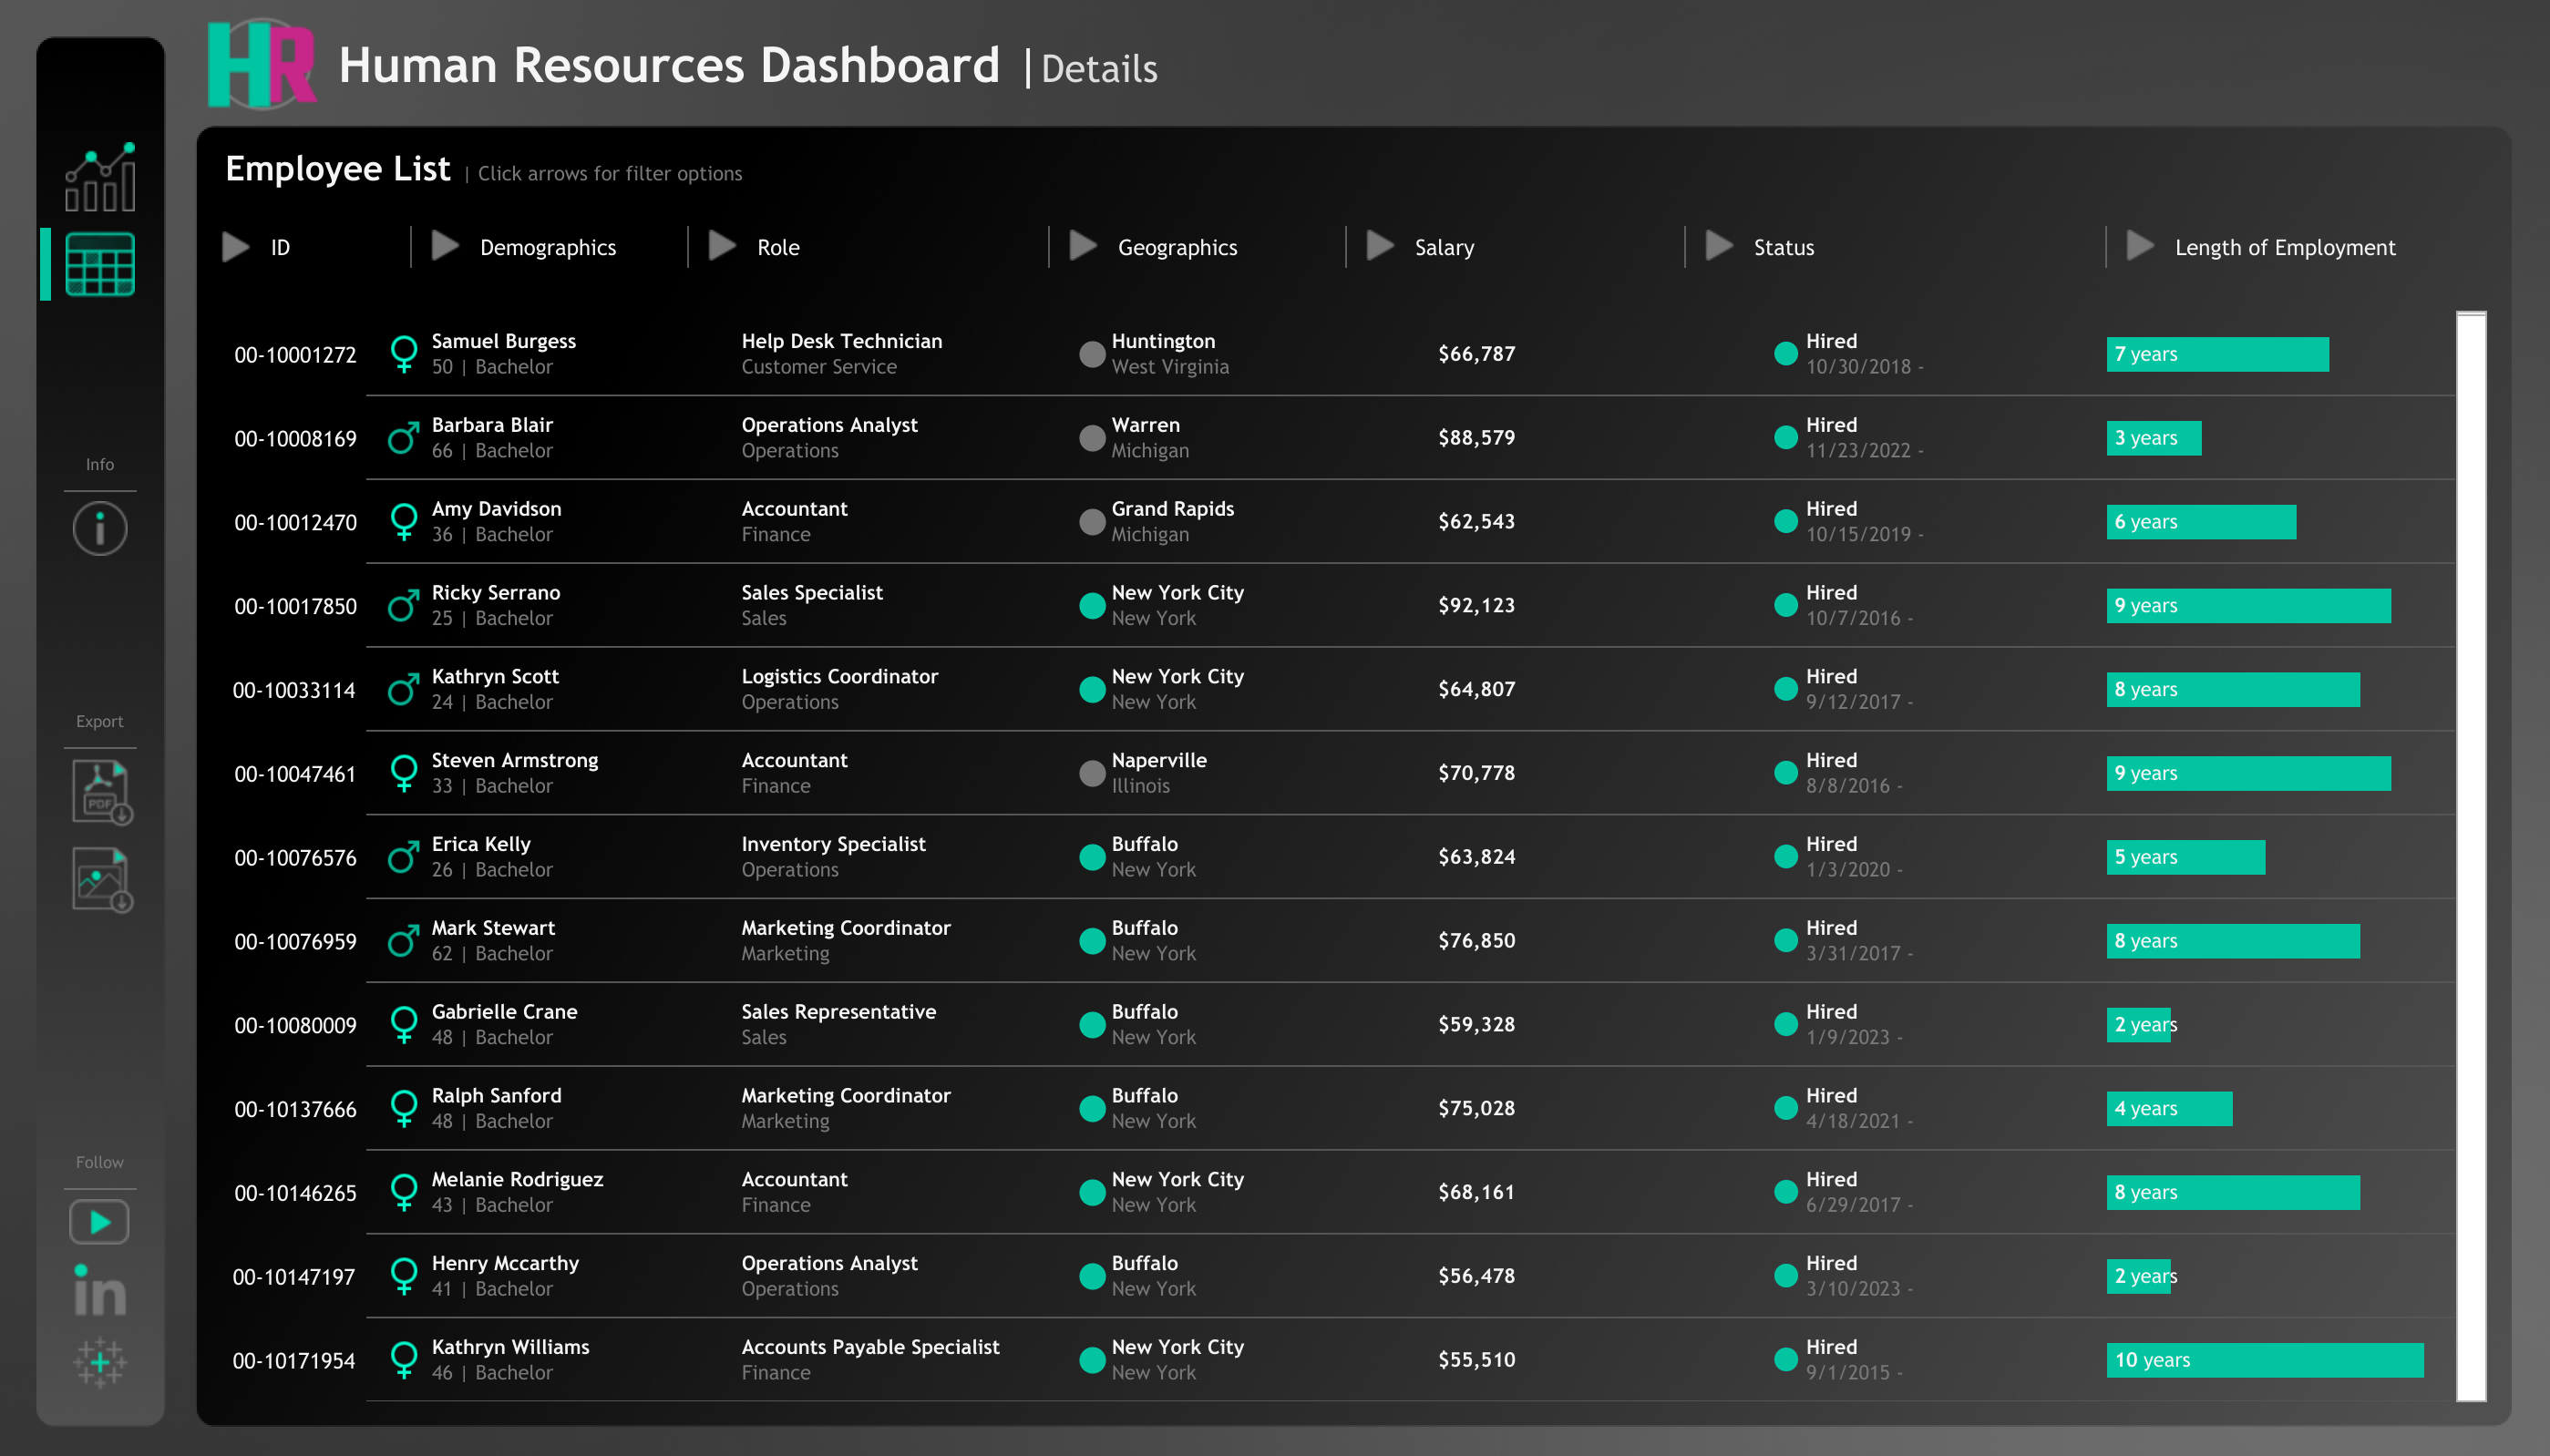 HR
Human Resources Dashboard | Details
Employee List | Click arrows for filter options
ID Demographics Role Geographics Salary Status Length of Employment
00-10001272 Samuel Burgess Help Desk Technician Huntington $66,787 Hired 7 years
50 | Bachelor Customer Service West Virginia 10/30/2018 -
00-10008169 Barbara Blair Operations Analyst Warren $88,579 Hired 3 years
66 | Bachelor Operations Michigan 11/23/2022 -
00-10012470 Amy Davidson Accountant Grand Rapids $62,543 Hired 6 years
36 | Bachelor Finance Michigan 10/15/2019 -
00-10017850 Ricky Serrano Sales Specialist New York City $92,123 Hired 9 years
25 | Bachelor Sales New York 10/7/2016 -
00-10033114 Kathryn Scott Logistics Coordinator New York City $64,807 Hired 8 years
24 | Bachelor Operations New York 9/12/2017 -
00-10047461 Steven Armstrong Accountant Naperville $70,778 Hired 9 years
33 | Bachelor Finance Illinois 8/8/2016 -
00-10076576 Erica Kelly Inventory Specialist Buffalo $63,824 Hired 5 years
26 | Bachelor Operations New York 1/3/2020 -
00-10076959 Mark Stewart Marketing Coordinator Buffalo $76,850 Hired 8 years
62 | Bachelor Marketing New York 3/31/2017 -
00-10080009 Gabrielle Crane Sales Representative Buffalo $59,328 Hired 2 years
48 | Bachelor Sales New York 1/9/2023 -
00-10137666 Ralph Sanford Marketing Coordinator Buffalo $75,028 Hired 4 years
48 | Bachelor Marketing New York 4/18/2021 -
00-10146265 Melanie Rodriguez Accountant New York City $68,161 Hired 8 years
43 | Bachelor Finance New York 6/29/2017 -
00-10147197 Henry Mccarthy Operations Analyst Buffalo $56,478 Hired 2 years
41 | Bachelor Operations New York 3/10/2023 -
00-10171954 Kathryn Williams Accounts Payable Specialist New York City $55,510 Hired 10 years
46 | Bachelor Finance New York 9/1/2015 -
Info
i
Export
PDF
Follow
in